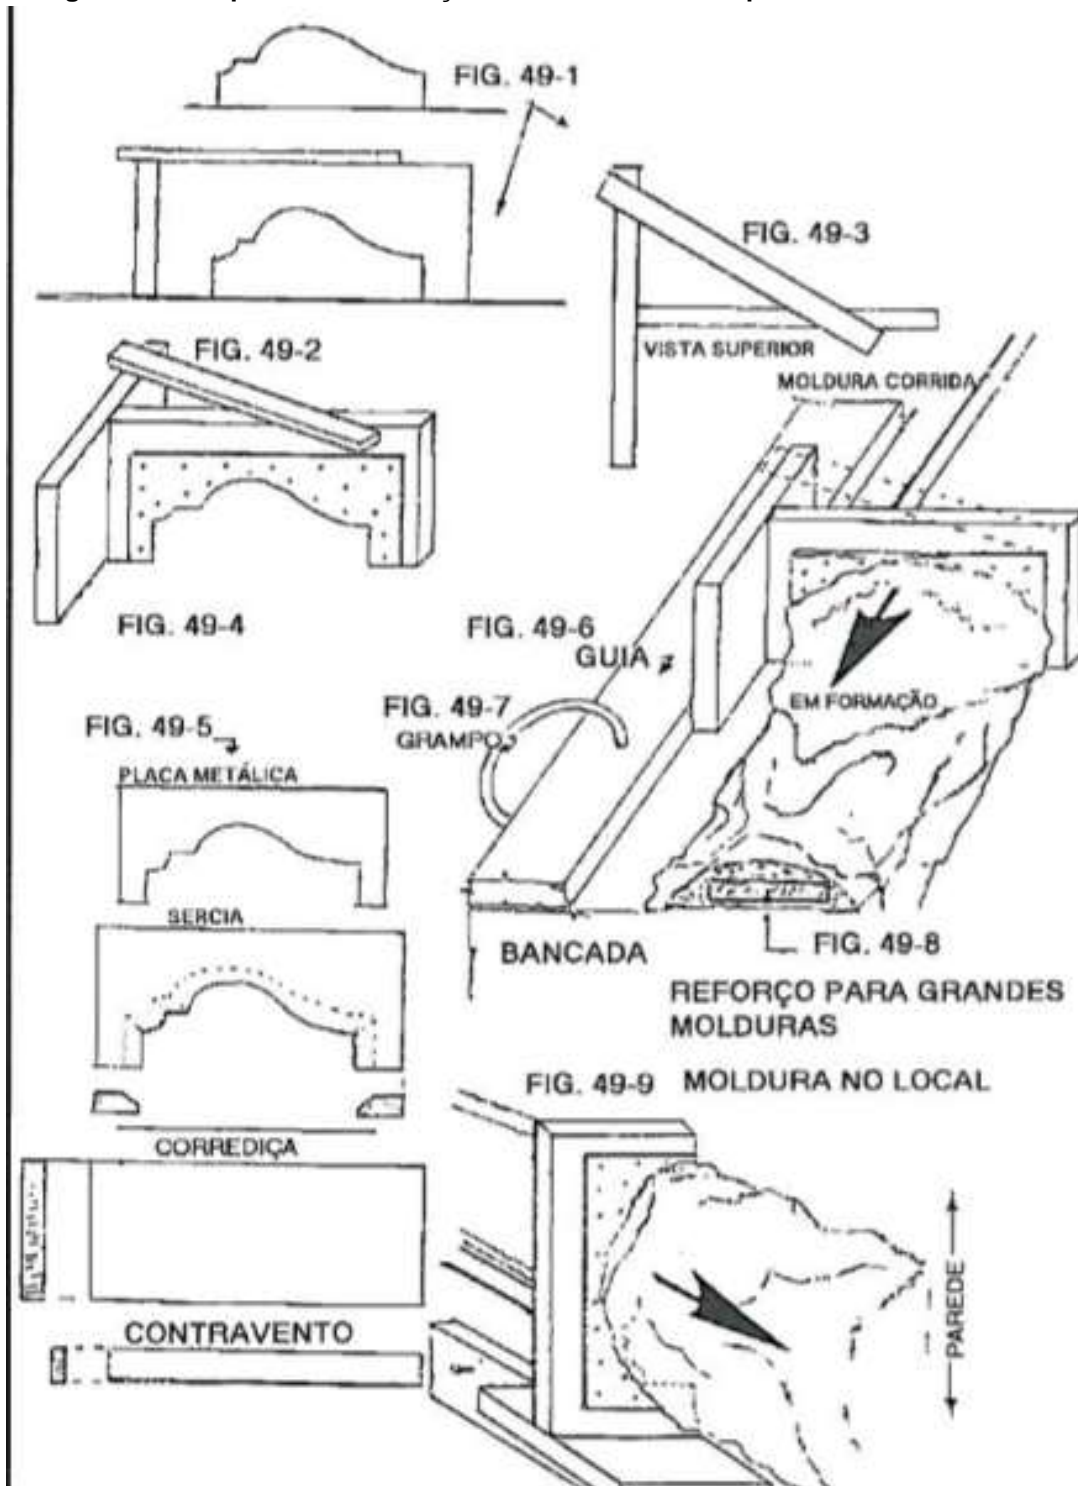 FIG. 49-1
FIG. 49-3
VISTA SUPERIOR
FIG. 49-2
MOLDURA CORRIDA
FIG. 49-4
FIG. 49-6
GUIA
FIG. 49-7
GRAMPO
EM FORMAÇÃO
FIG. 49-5
PLACA METÁLICA
SERCIA
BANCADA
FIG. 49-8
REFORÇO PARA GRANDES
MOLDURAS
FIG. 49-9 MOLDURA NO LOCAL
CORREDIÇA
PAREDE
CONTRAVENTO